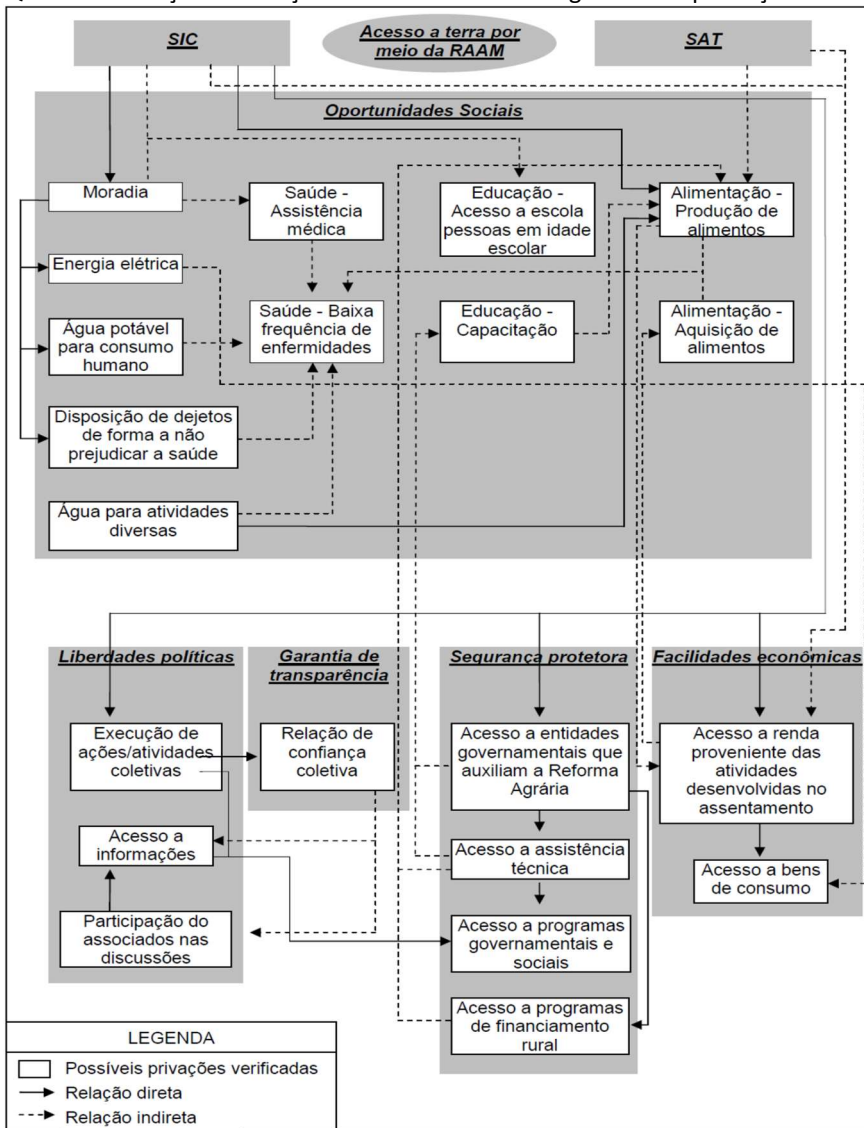 SIC
Acesso a terra por
meio da RAAM
SAT
Oportunidades Sociais
Moradia
Saúde -
Assistência
médica
Educação -
Acesso a escola
pessoas em idade
escolar
Alimentação -
Produção de
alimentos
Energia elétrica
Água potável
para consumo
humano
Saúde - Baixa
frequência de
enfermidades
Educação -
Capacitação
Alimentação -
Aquisição de
alimentos
Disposição de dejetos
de forma a não
prejudicar a saúde
Água para atividades
diversas
Liberdades políticas
Garantia de
transparência
Segurança protetora
Facilidades econômicas
Execução de
ações/atividades
coletivas
Relação de
confiança
coletiva
Acesso a entidades
governamentais que
auxiliam a Reforma
Agrária
Acesso a renda
proveniente das
atividades
desenvolvidas no
assentamento
Acesso a
informações
Acesso a assistência
técnica
Acesso a bens
de consumo
Participação do
associados nas
discussões
Acesso a programas
governamentais e
sociais
Acesso a programas
de financiamento
rural
LEGENDA
Possíveis privações verificadas
Relação direta
Relação indireta